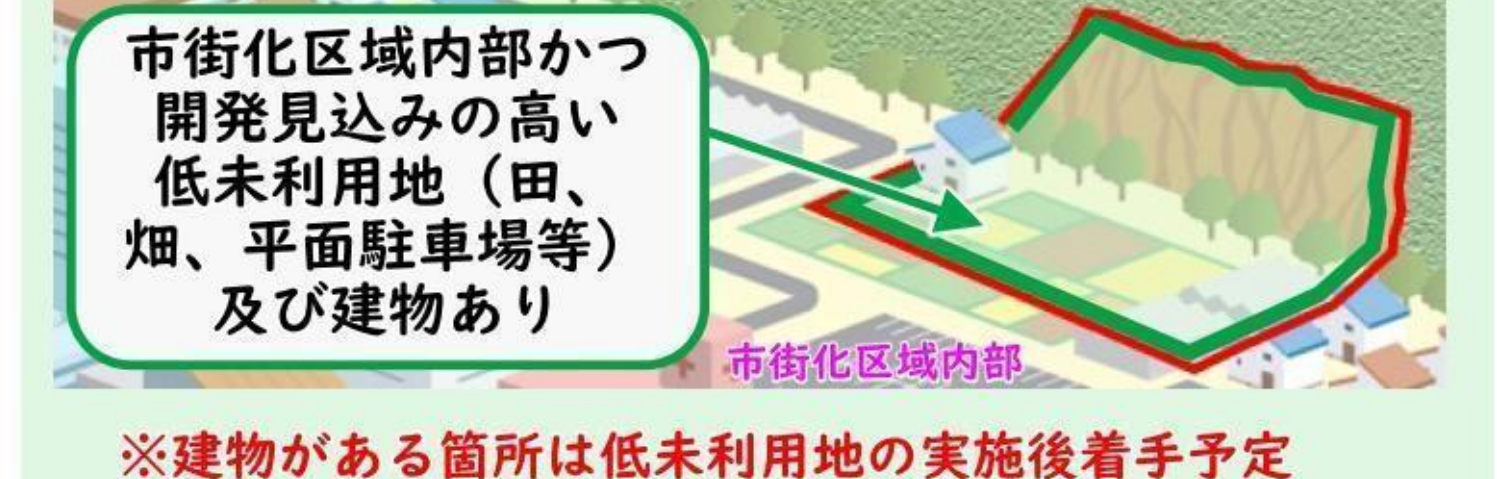 市街化区域内部かつ
開発見込みの高い
低未利用地（田、
畑、平面駐車場等）
及び建物あり
市街化区域内部
※建物がある箇所は低未利用地の実施後着手予定